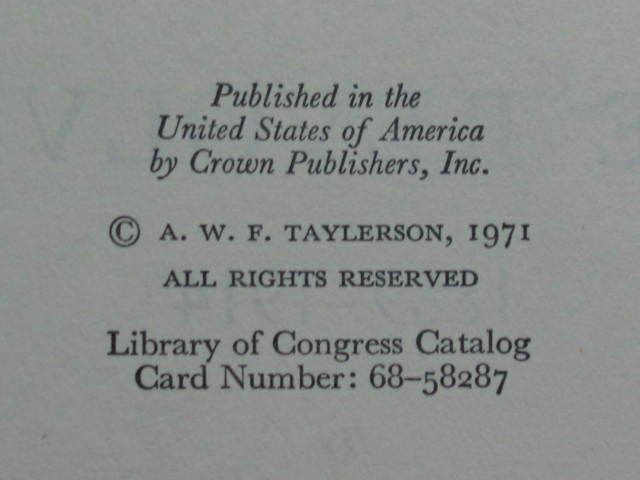 Published in the
United States of America
by Crown Publishers, Inc.
© A. W. F. TAYLERSON, 1971
ALL RIGHTS RESERVED
Library of Congress Catalog
Card Number: 68–58287